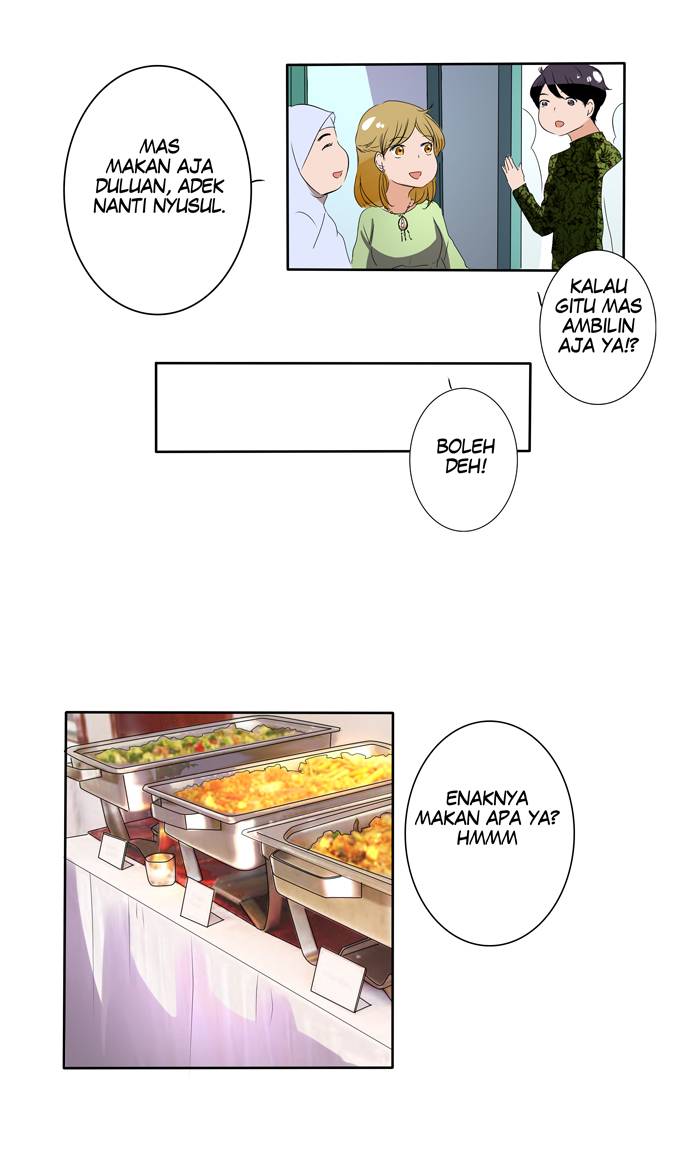 MAS
MAKAN AJA
DULUAN, ADEK
NANTI NYUSUL.
KALAU
GITU MAS
AMBILIN
AJA YA!?
BOLEH
DEH!
ENAKNYA
MAKAN APA YA?
HMMM